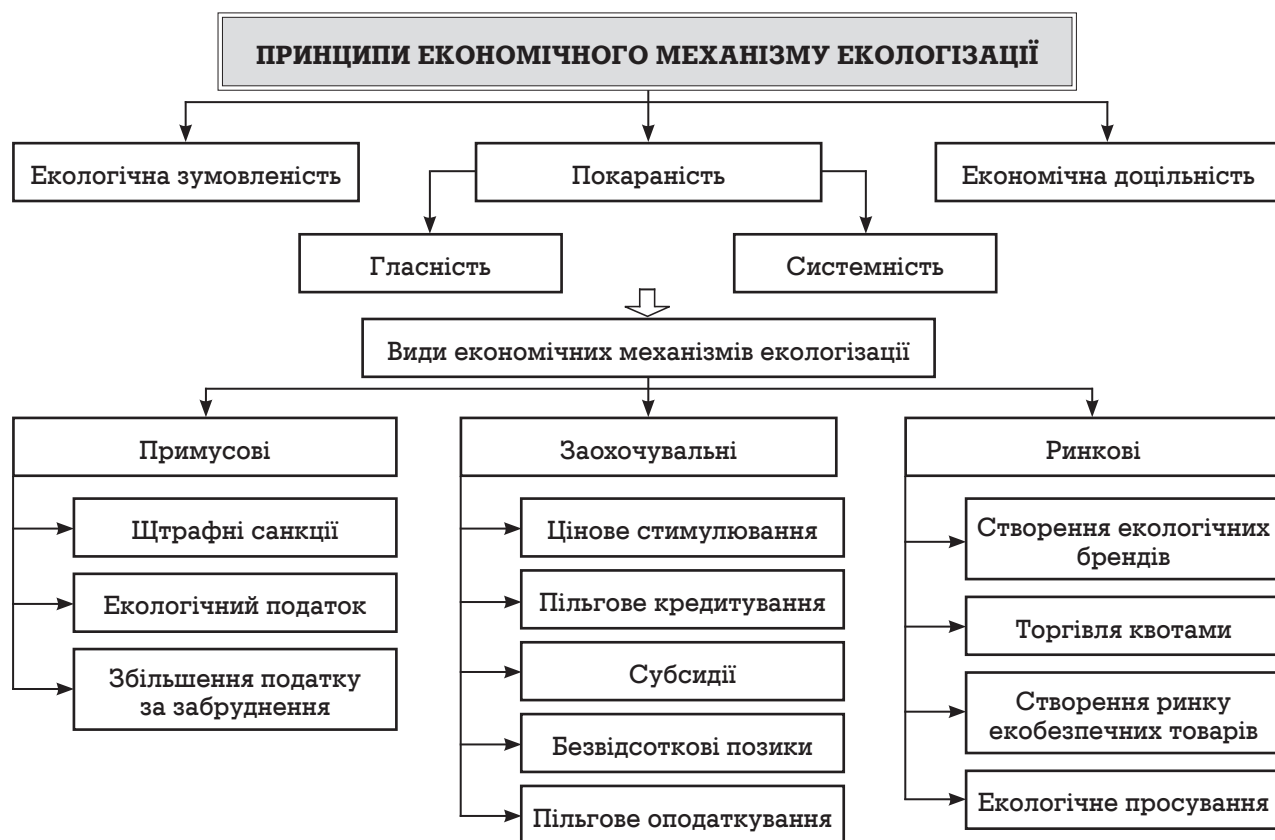 ПРИНЦИПИ ЕКОНОМІЧНОГО МЕХАНІЗМУ ЕКОЛОГІЗАЦІЇ
Екологічна зумовленість
Покараність
Економічна доцільність
Гласність
Системність
Види економічних механізмів екологізації
Примусові
Щтрафні санкції
Екологічний податок
Збільшення податку
за забруднення
Заохочувальні
Цінове стимулювання
Пільгове кредитування
Субсидії
Безвідсоткові позики
Пільгове оподаткування
Ринкові
Створення екологічних
брендів
Торгівля квотами
Створення ринку
екобезпечних товарів
Екологічне просування